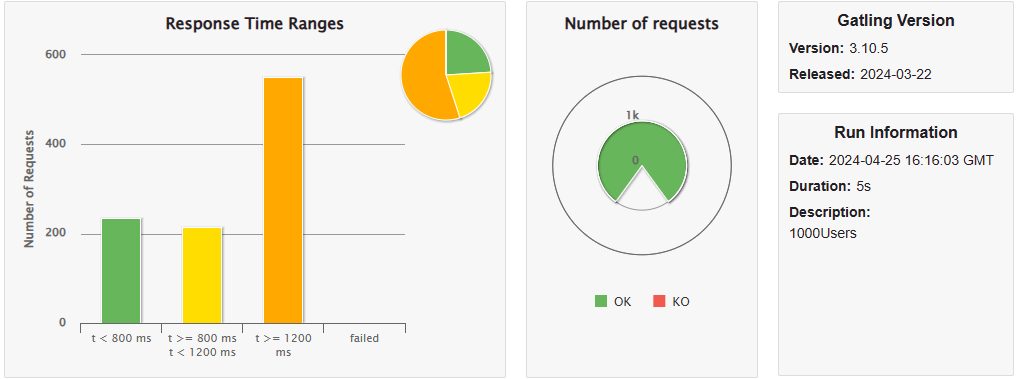 Response Time Ranges
Number of Requests
600
400
200
0
t < 800 ms
t >= 800 ms
t < 1200 ms
t >= 1200
ms
failed
Number of requests
1k
0
OK
KO
Gatling Version
Version: 3.10.5
Released: 2024-03-22
Run Information
Date: 2024-04-25 16:16:03 GMT
Duration: 5s
Description:
1000Users